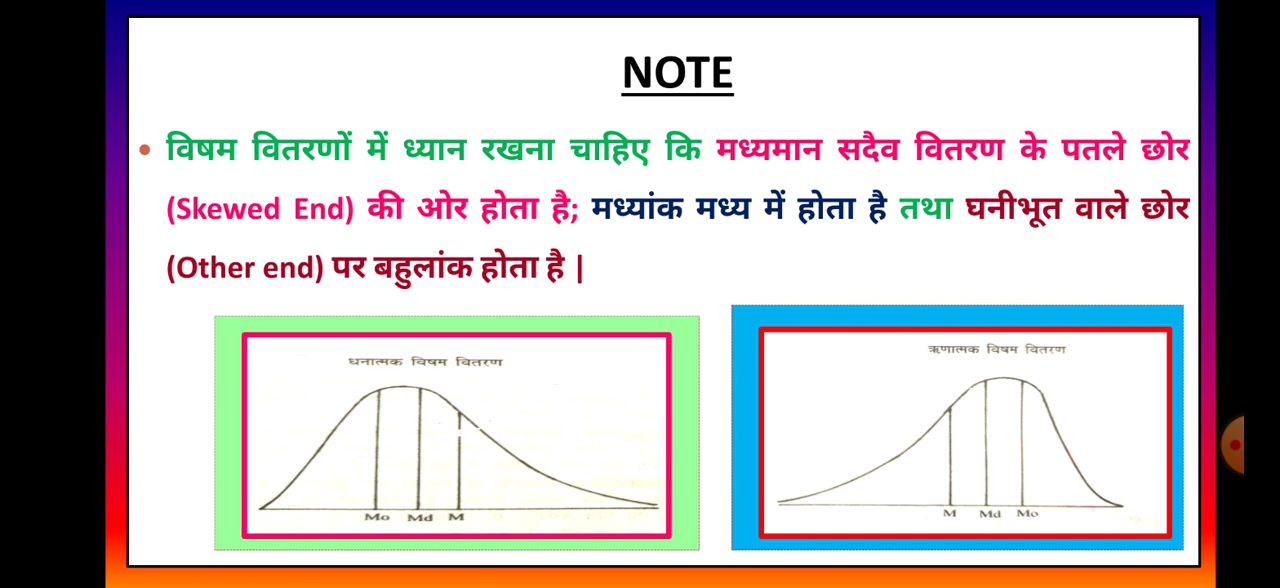 NOTE
• विषम वितरणों में ध्यान रखना चाहिए कि मध्यमान सदैव वितरण के पतले छोर
(Skewed End) की ओर होता है; मध्यांक मध्य में होता है तथा घनीभूत वाले छोर
(Other end) पर बहुलांक होता है |
धनात्मक विषम वितरण
Mo Md M
ऋणात्मक विषम वितरण
M Md Mo